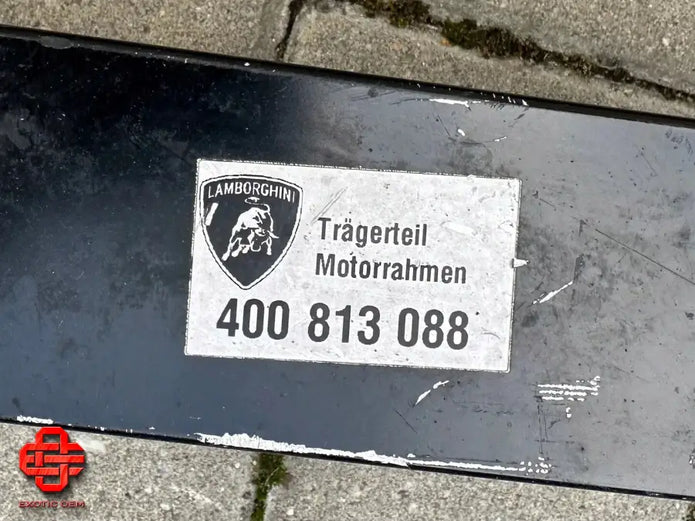 LAMBORGHINI
Trägerteil
Motorrahmen
400 813 088
EXOTIC OEM